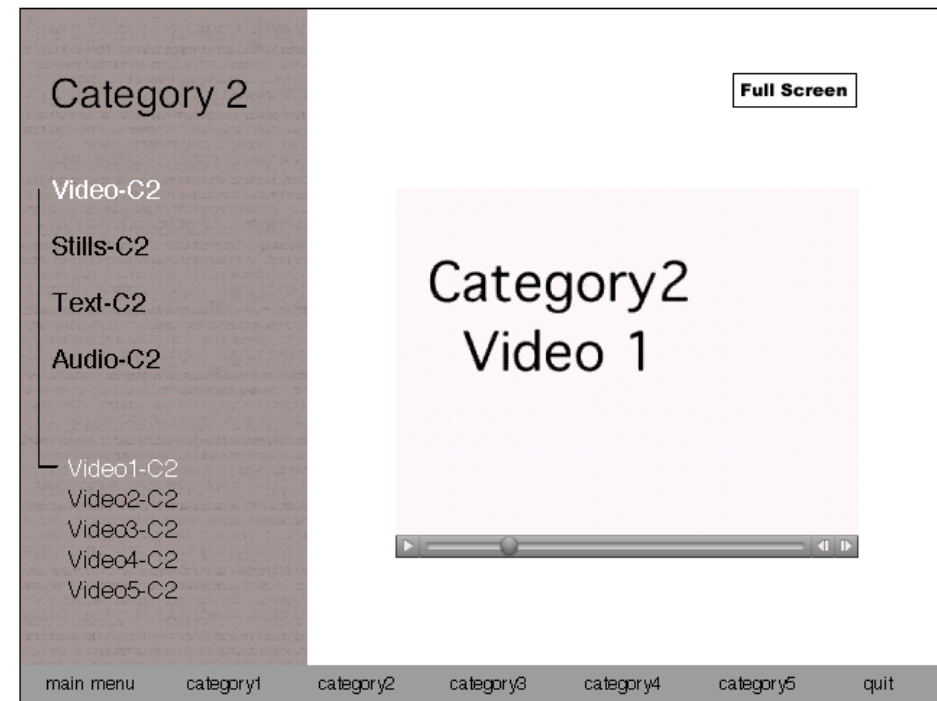 Category 2
Full Screen
Video-C2
Stills-C2
Text-C2
Audio-C2
Category2
Video 1
Video1-C2
Video2-C2
Video3-C2
Video4-C2
Video5-C2
main menu category1 category2 category3 category4 category5 quit